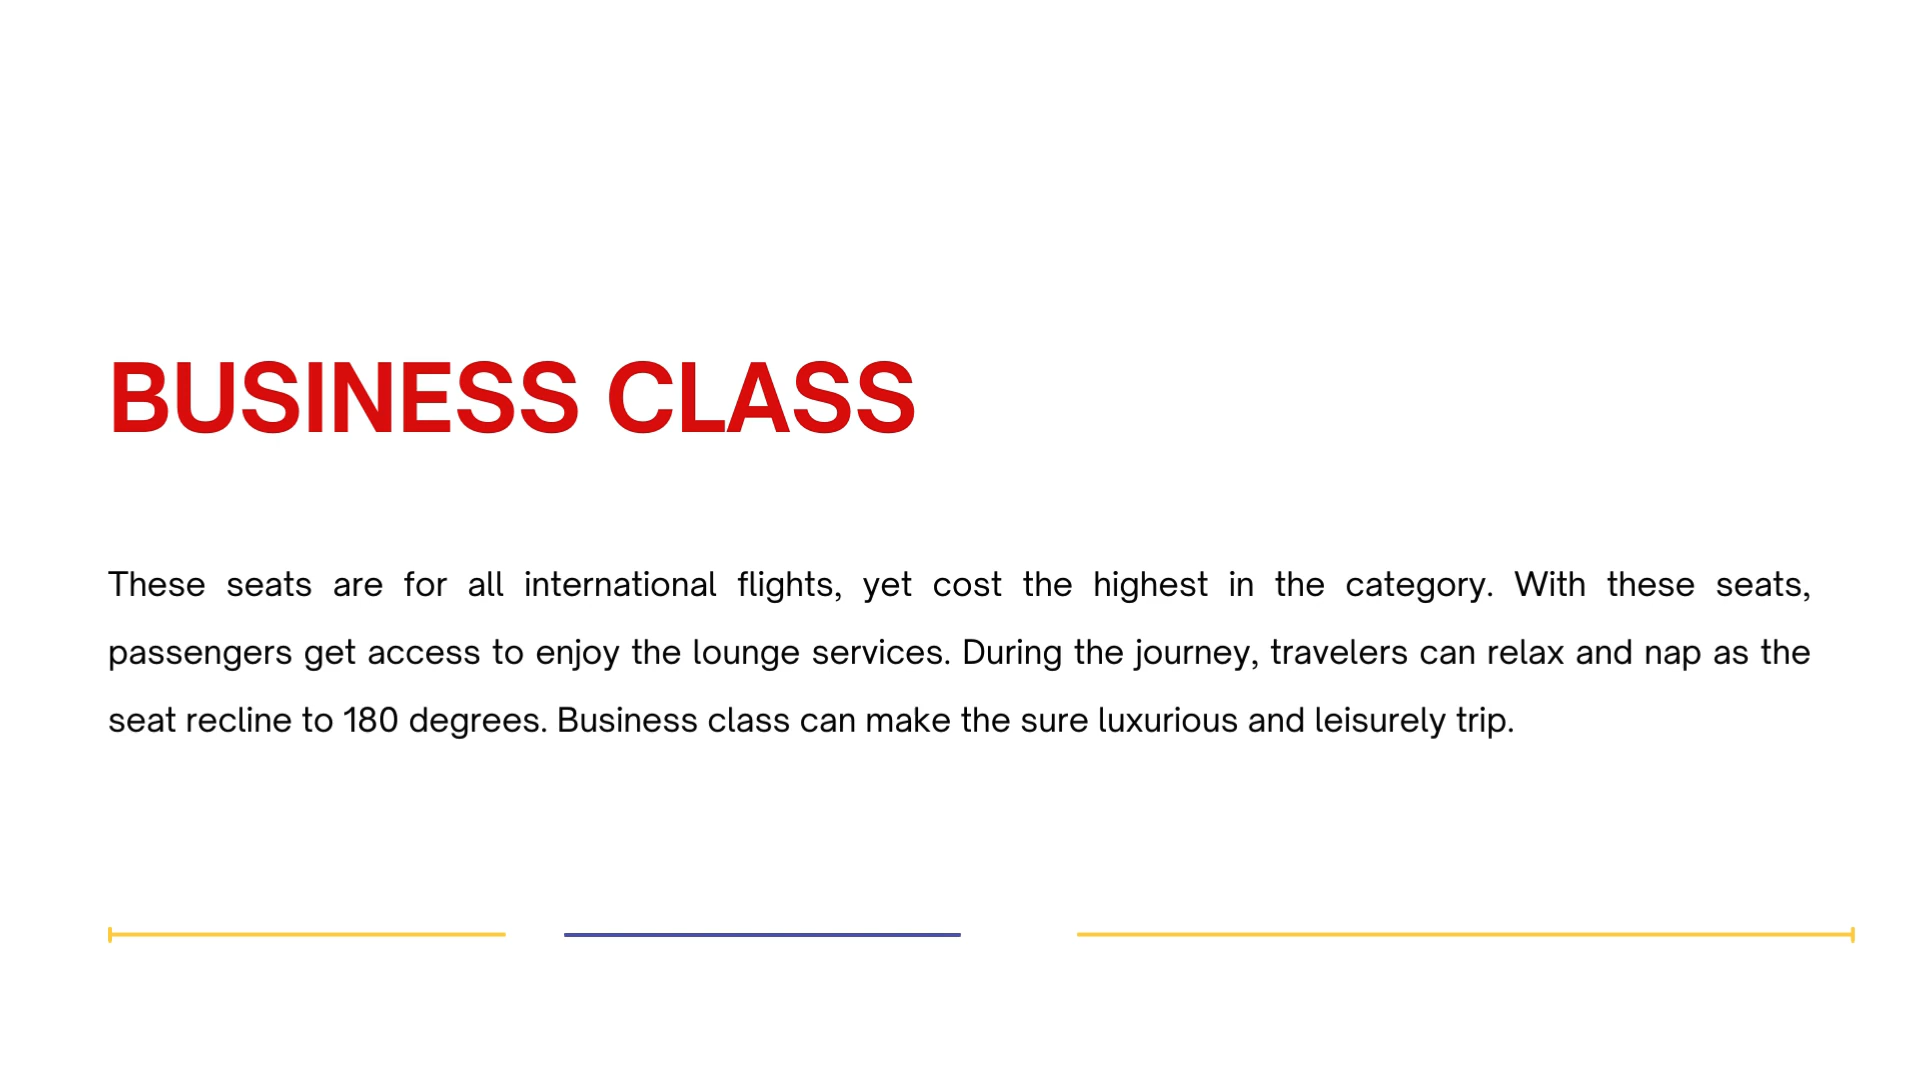 BUSINESS CLASS
These seats are for all international flights, yet cost the highest in the category. With these seats,
passengers get access to enjoy the lounge services. During the journey, travelers can relax and nap as the
seat recline to 180 degrees. Business class can make the sure luxurious and leisurely trip.